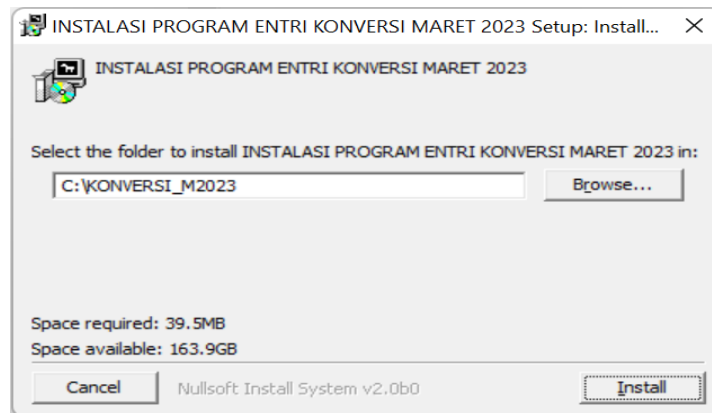 INSTALASI PROGRAM ENTRI KONVERSI MARET 2023 Setup: Install...
INSTALASI PROGRAM ENTRI KONVERSI MARET 2023
Select the folder to install INSTALASI PROGRAM ENTRI KONVERSI MARET 2023 in:
C:\KONVERSI_M2023
Browse...
Space required: 39.5MB
Space available: 163.9GB
Cancel
Nullsoft Install System v2.0b0
Install